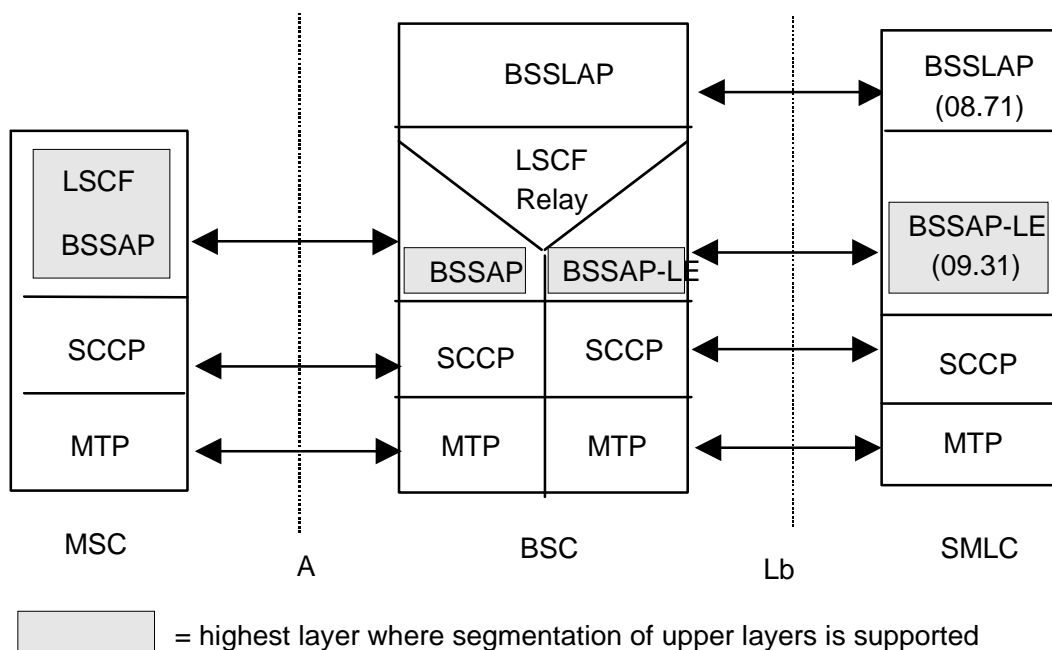 BSSLAP
BSSLAP
(08.71)
LSCF
Relay
LSCF
BSSAP
BSSAP
BSSAP-LE
BSSAP-LE
(09.31)
SCCP
SCCP
SCCP
SCCP
MTP
MTP
MTP
MTP
MSC
A
BSC
Lb
SMLC
= highest layer where segmentation of upper layers is supported